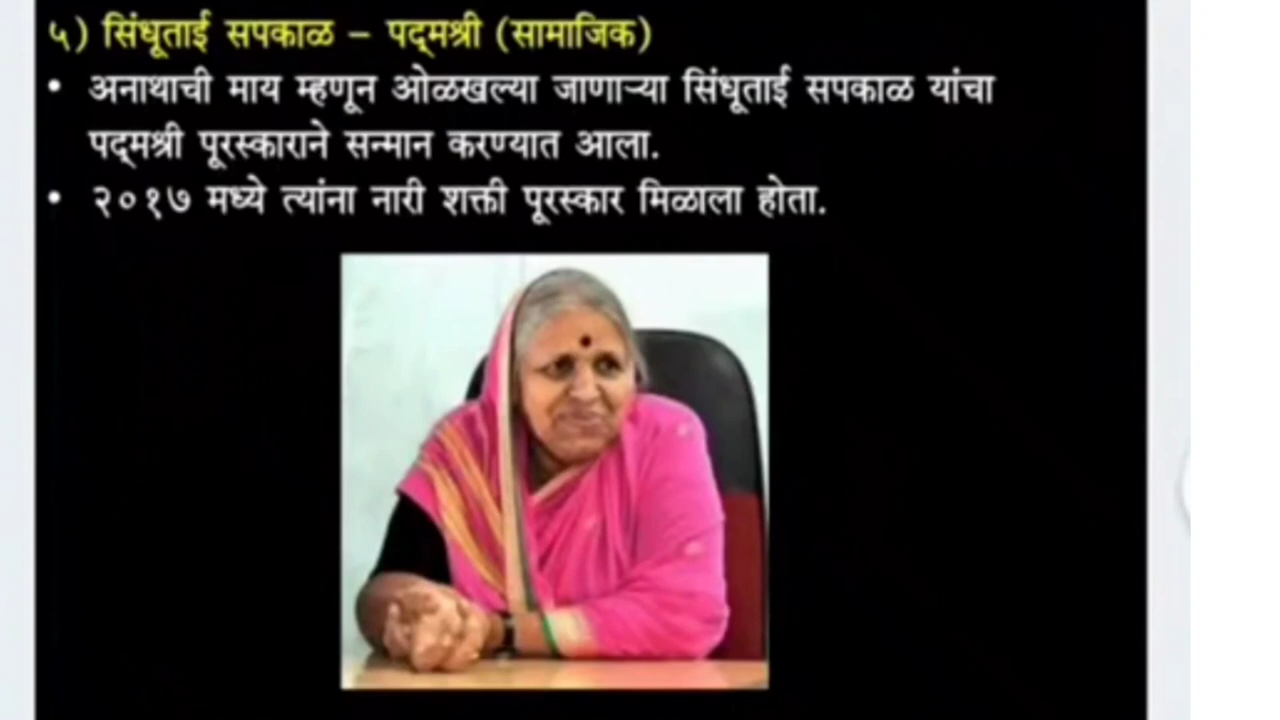 ५) सिंधूताई सपकाळ – पद्मश्री (सामाजिक)
• अनाथाची माय म्हणून ओळखल्या जाणाऱ्या सिंधूताई सपकाळ यांचा
पद्मश्री पूरस्काराने सन्मान करण्यात आला.
• २०१७ मध्ये त्यांना नारी शक्ती पूरस्कार मिळाला होता.